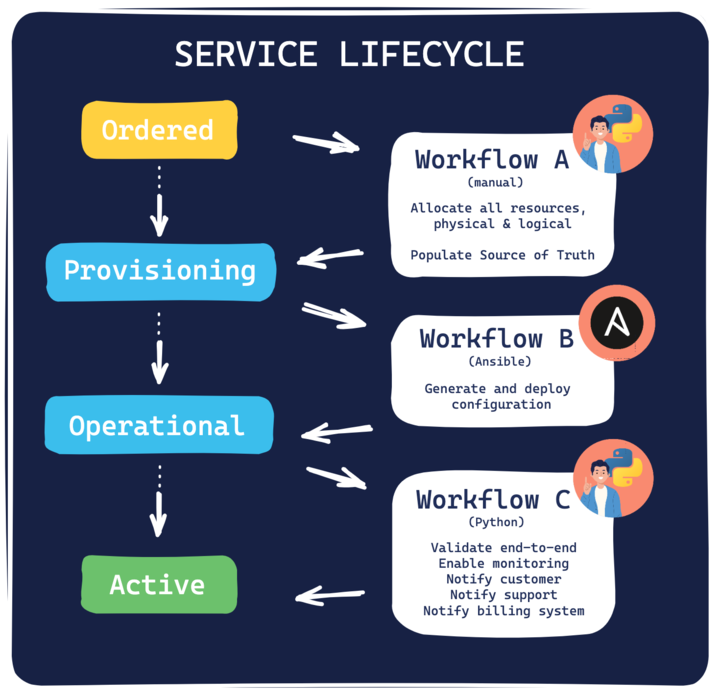 SERVICE LIFECYCLE
Ordered
Workflow A
(manual)
Allocate all resources,
physical & logical
Populate Source of Truth
Provisioning
Workflow B
(Ansible)
Generate and deploy
configuration
Operational
Workflow C
(Python)
Validate end-to-end
Enable monitoring
Notify customer
Notify support
Notify billing system
Active